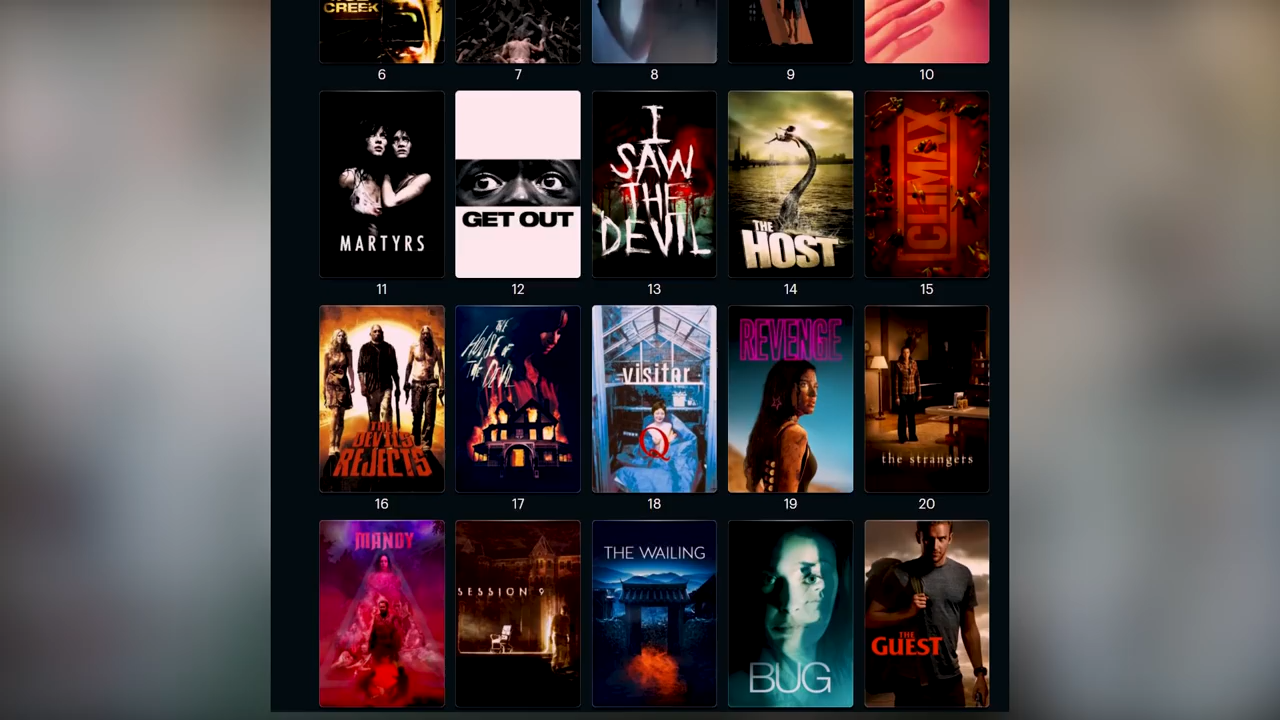 CREEK
6 7 8 9 10
MARTYRS
GET OUT
I
SAW
THE
DEVIL
THE
HOST
CLIMAX
11 12 13 14 15
THE
DEVIL'S
REJECTS
THE
HOUSE OF
THE DEVIL
visitor
Q
REVENGE
the strangers
16 17 18 19 20
MANDY
SESSION 9
THE WAILING
BUG
THE
GUEST